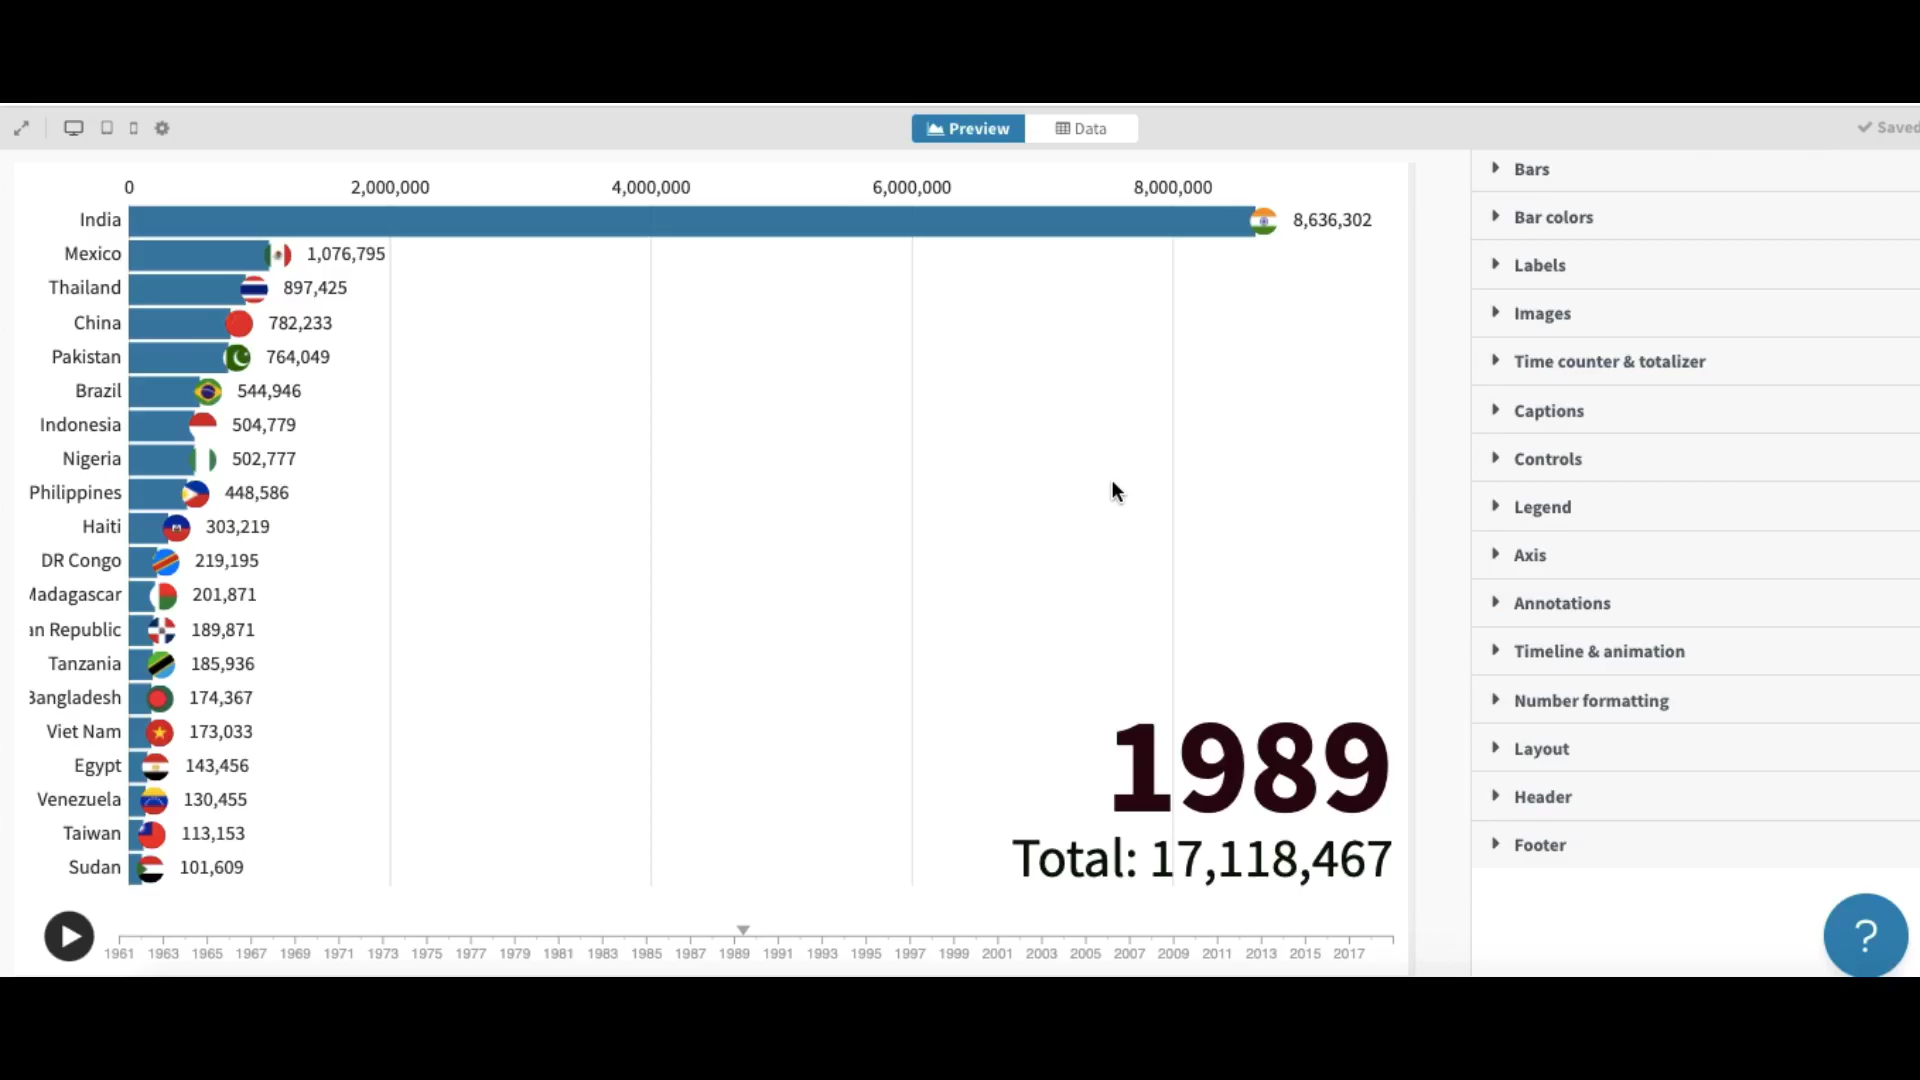 Preview
Data
Saved
0 2,000,000 4,000,000 6,000,000 8,000,000
India 8,636,302
Mexico 1,076,795
Thailand 897,425
China 782,233
Pakistan 764,049
Brazil 544,946
Indonesia 504,779
Nigeria 502,777
Philippines 448,586
Haiti 303,219
DR Congo 219,195
Madagascar 201,871
an Republic 189,871
Tanzania 185,936
Bangladesh 174,367
Viet Nam 173,033
Egypt 143,456
Venezuela 130,455
Taiwan 113,153
Sudan 101,609
1989
Total: 17,118,467
1961 1963 1965 1967 1969 1971 1973 1975 1977 1979 1981 1983 1985 1987 1989 1991 1993 1995 1997 1999 2001 2003 2005 2007 2009 2011 2013 2015 2017
Bars
Bar colors
Labels
Images
Time counter & totalizer
Captions
Controls
Legend
Axis
Annotations
Timeline & animation
Number formatting
Layout
Header
Footer
?